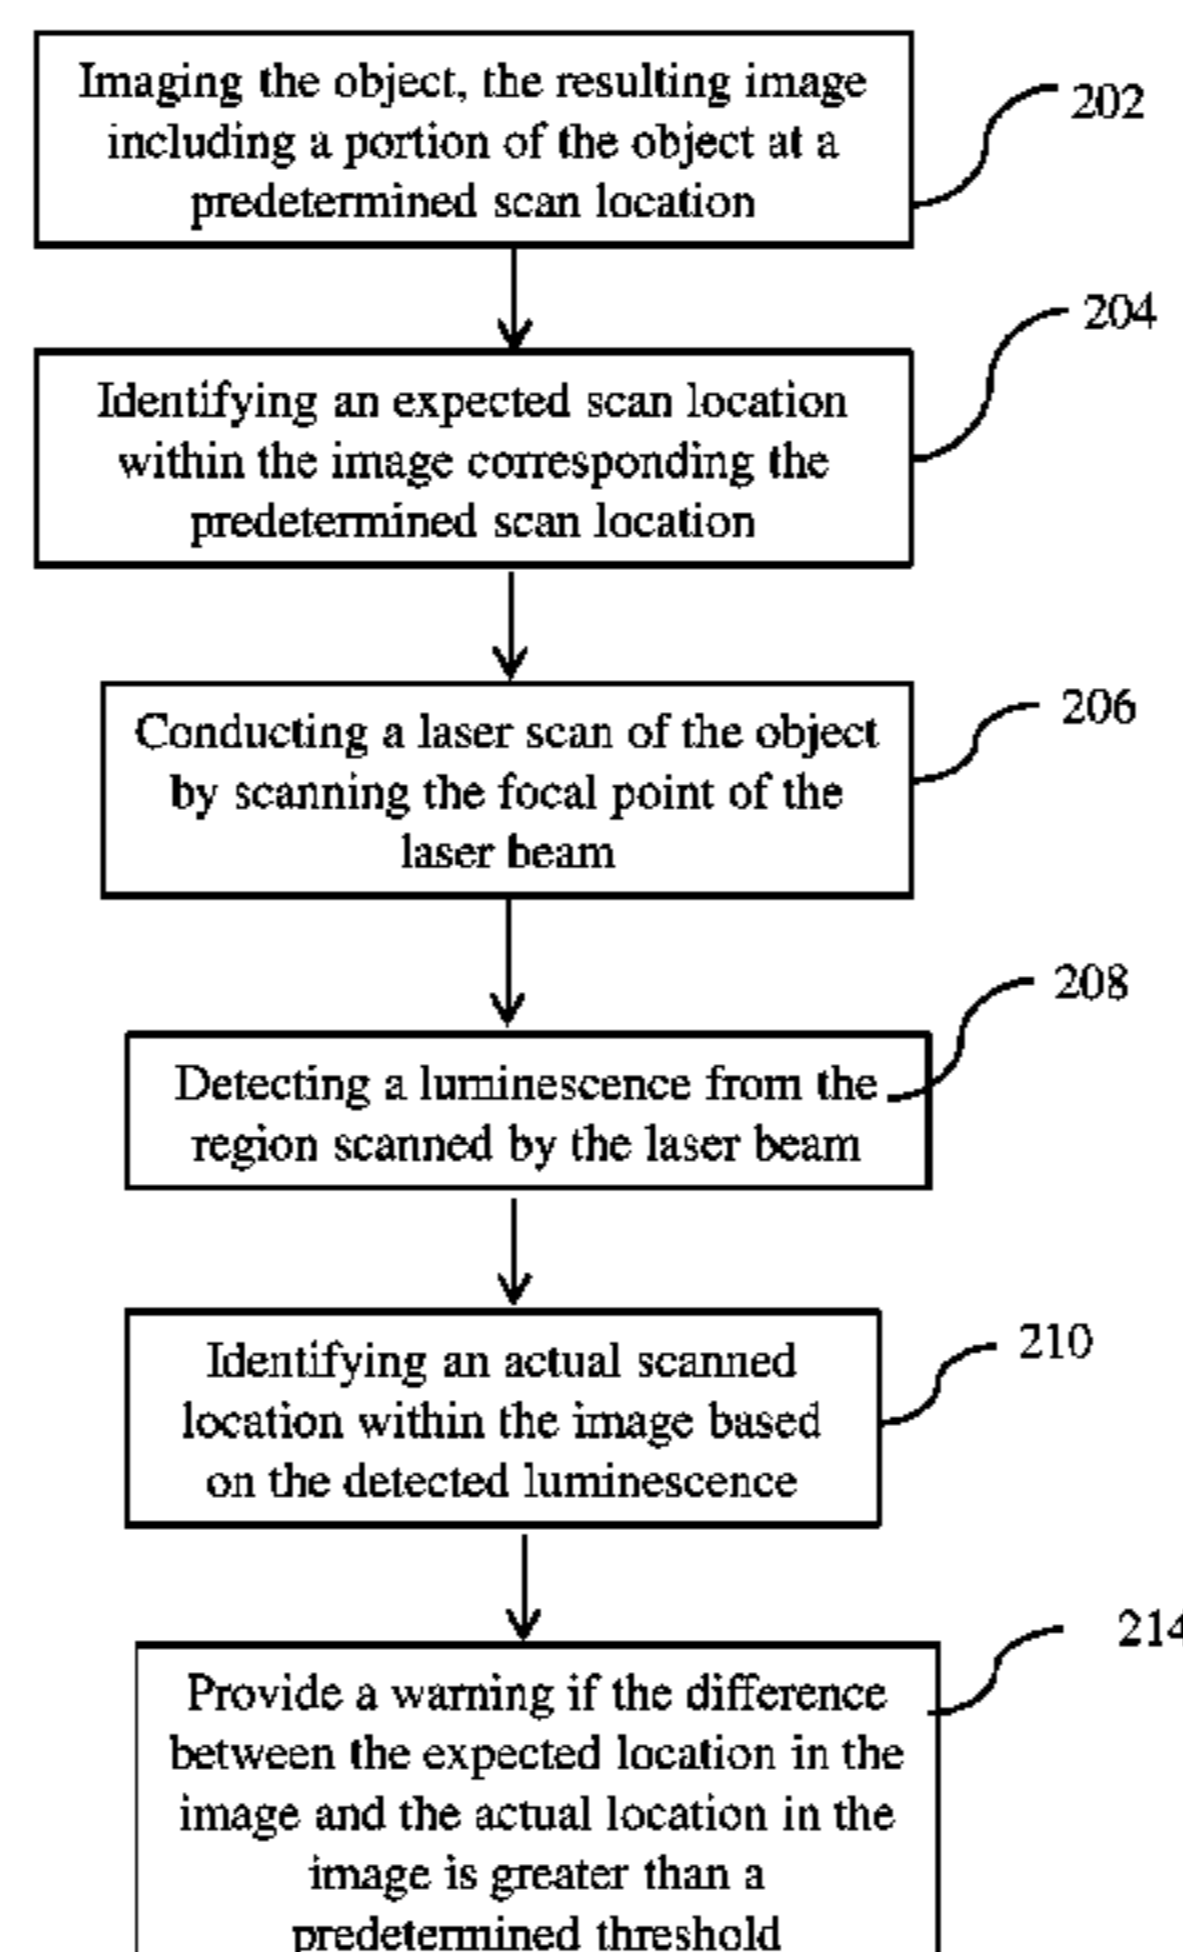 Imaging the object, the resulting image
including a portion of the object at a
predetermined scan location
202
204
Identifying an expected scan location
within the image corresponding the
predetermined scan location
206
Conducting a laser scan of the object
by scanning the focal point of the
laser beam
208
Detecting a luminescence from the
region scanned by the laser beam
210
Identifying an actual scanned
location within the image based
on the detected luminescence
214
Provide a warning if the difference
between the expected location in the
image and the actual location in the
image is greater than a
predetermined threshold